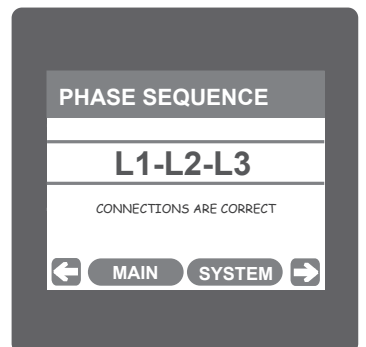 PHASE SEQUENCE
L1-L2-L3
CONNECTIONS ARE CORRECT
MAIN SYSTEM